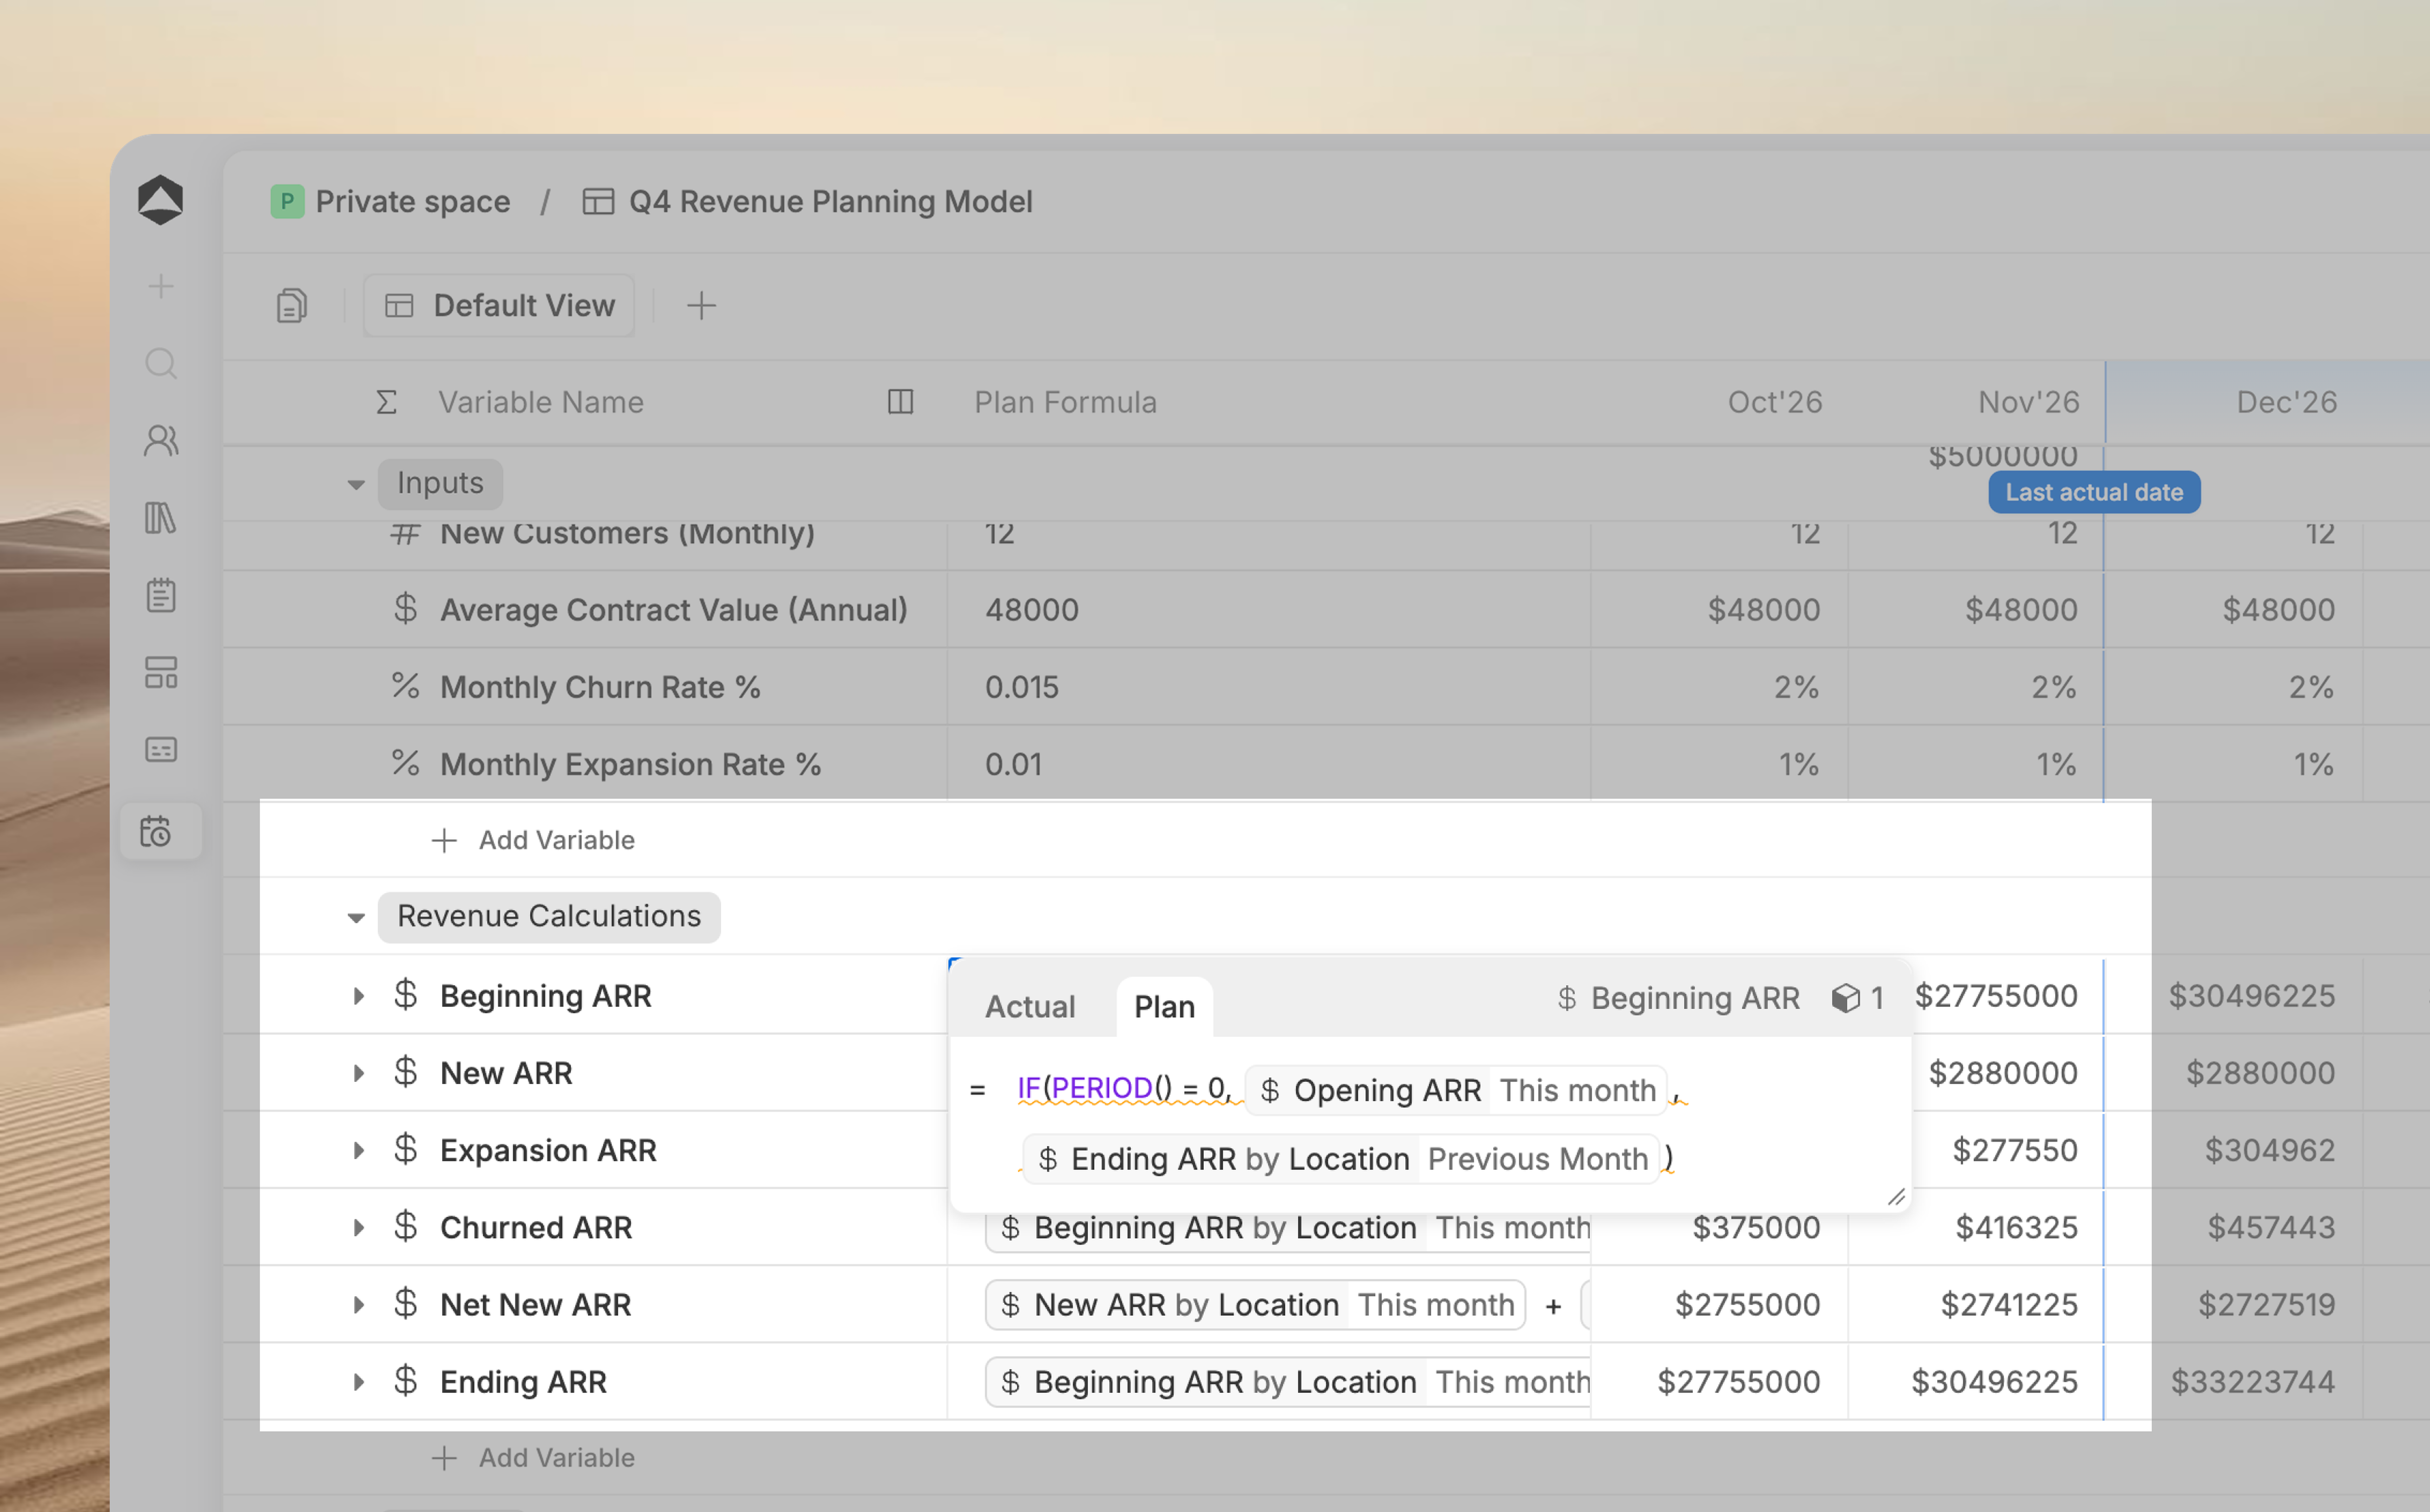 P Private space / Q4 Revenue Planning Model
Default View
Σ Variable Name Plan Formula Oct'26 Nov'26 Dec'26
$5000000
Inputs
Last actual date
# New Customers (Monthly) 12 12 12 12
$ Average Contract Value (Annual) 48000 $48000 $48000 $48000
% Monthly Churn Rate % 0.015 2% 2% 2%
% Monthly Expansion Rate % 0.01 1% 1% 1%
+ Add Variable
Revenue Calculations
$ Beginning ARR $27755000 $30496225
Actual Plan $ Beginning ARR 1
$ New ARR $2880000 $2880000
= IF(PERIOD() = 0, $ Opening ARR This month ,
$ Expansion ARR $277550 $304962
$ Ending ARR by Location Previous Month )
$ Churned ARR $ Beginning ARR by Location This month $375000 $416325 $457443
$ Net New ARR $ New ARR by Location This month + $2755000 $2741225 $2727519
$ Ending ARR $ Beginning ARR by Location This month $27755000 $30496225 $33223744
+ Add Variable